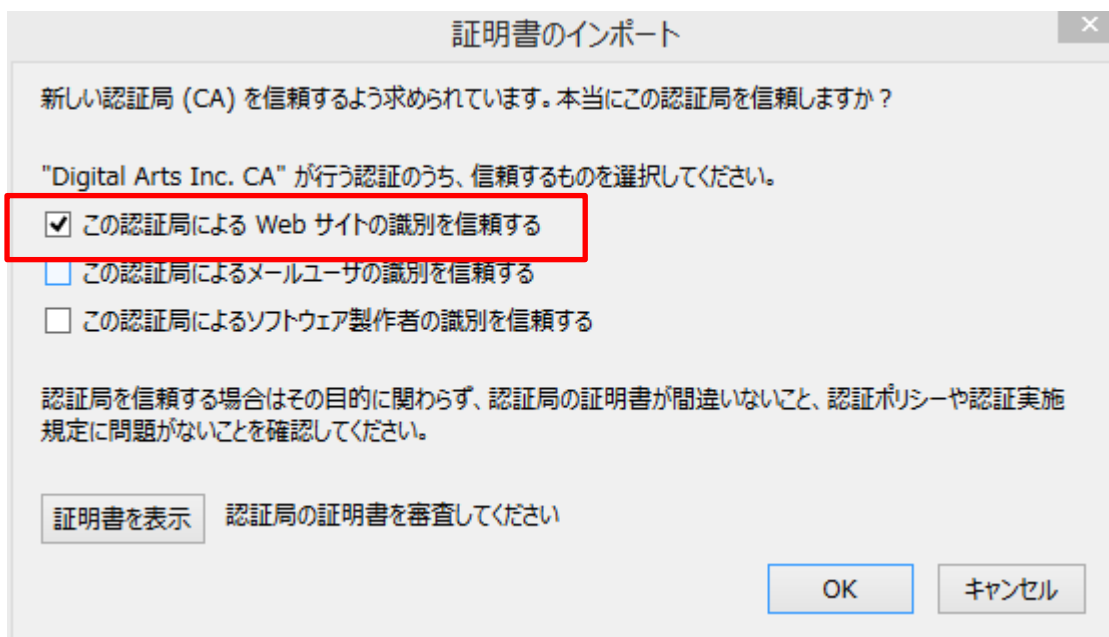 証明書のインポート
新しい認証局 (CA) を信頼するよう求められています。本当にこの認証局を信頼しますか？
"Digital Arts Inc. CA" が行う認証のうち、信頼するものを選択してください。
この認証局による Web サイトの識別を信頼する
この認証局によるメールユーザの識別を信頼する
この認証局によるソフトウェア製作者の識別を信頼する
認証局を信頼する場合はその目的に関わらず、認証局の証明書が間違いないこと、認証ポリシーや認証実施
規定に問題がないことを確認してください。
証明書を表示 認証局の証明書を審査してください
OK キャンセル